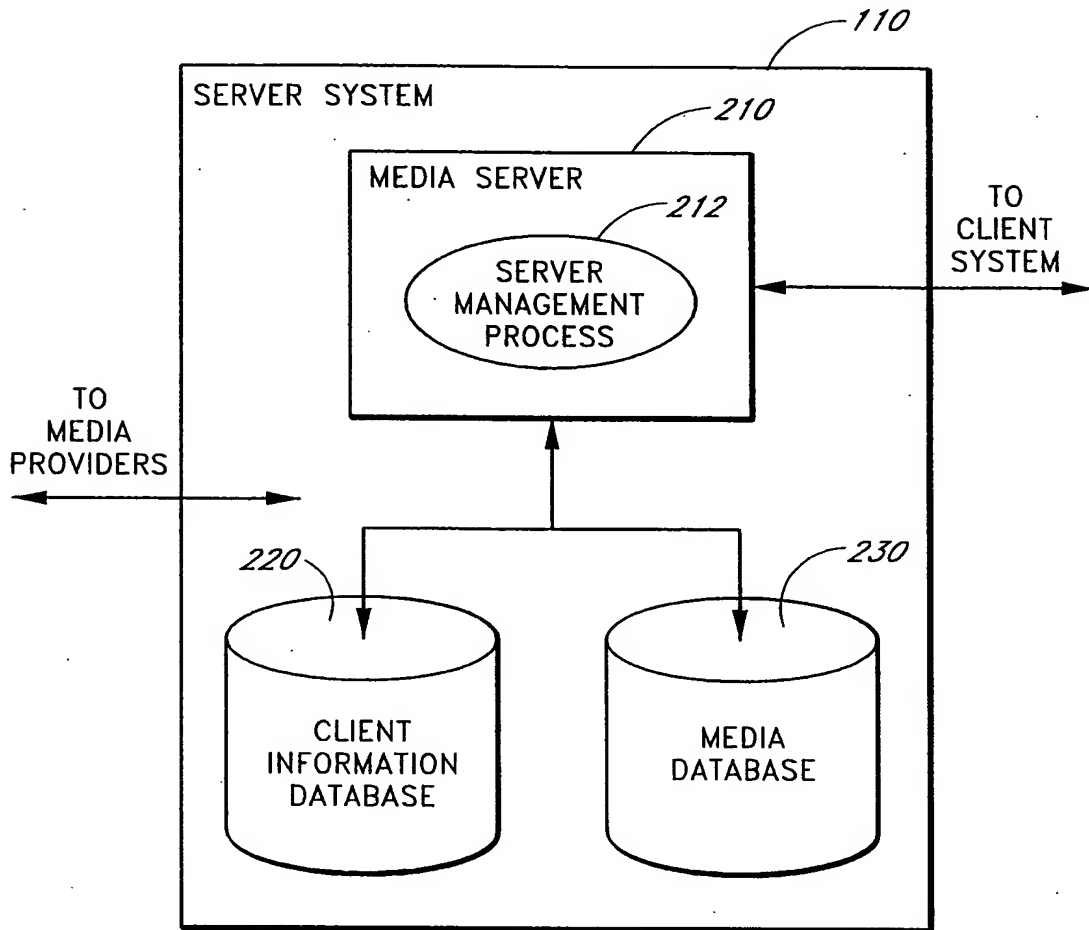 110
SERVER SYSTEM
210
MEDIA SERVER
212
SERVER
MANAGEMENT
PROCESS
TO
CLIENT
SYSTEM
TO
MEDIA
PROVIDERS
220
230
CLIENT
INFORMATION
DATABASE
MEDIA
DATABASE